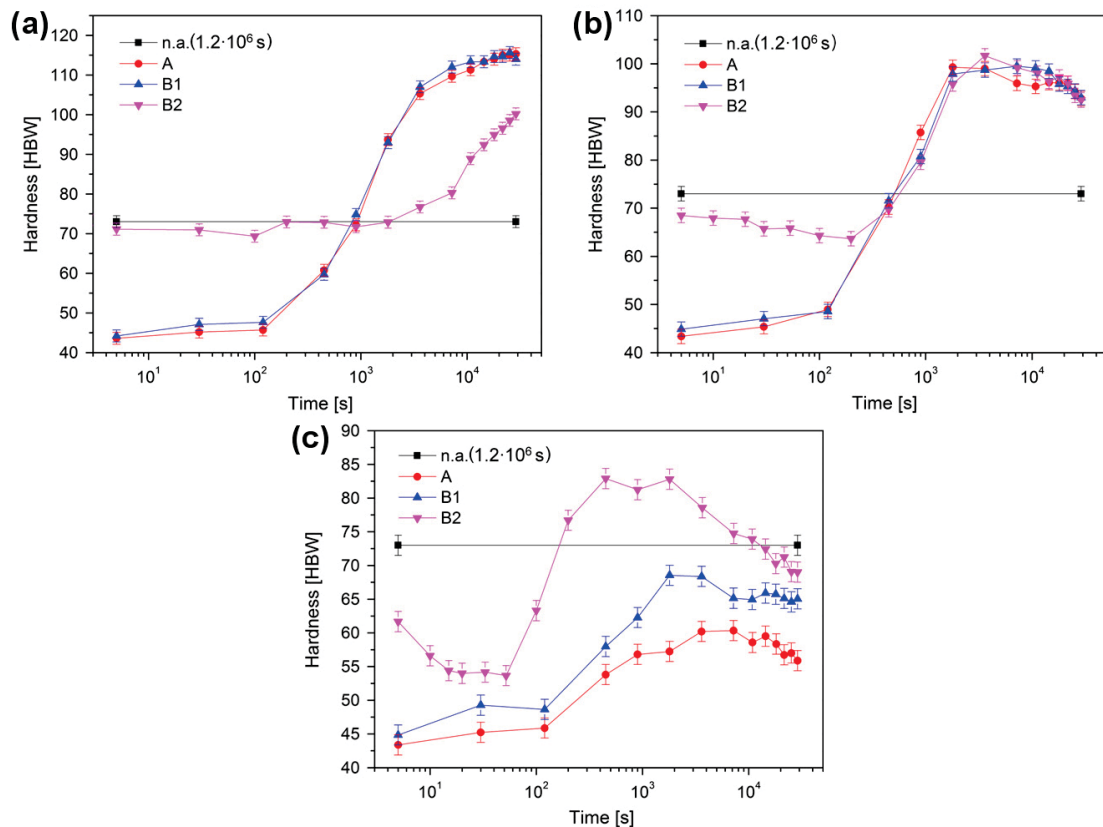 (a)
n.a.(1.2·10⁶ s)
A
B1
B2
Hardness [HBW]
120
110
100
90
80
70
60
50
40
10¹ 10² 10³ 10⁴
Time [s]
(b)
n.a.(1.2·10⁶ s)
A
B1
B2
Hardness [HBW]
110
100
90
80
70
60
50
40
10¹ 10² 10³ 10⁴
Time [s]
(c)
n.a.(1.2·10⁶ s)
A
B1
B2
Hardness [HBW]
90
85
80
75
70
65
60
55
50
45
40
10¹ 10² 10³ 10⁴
Time [s]